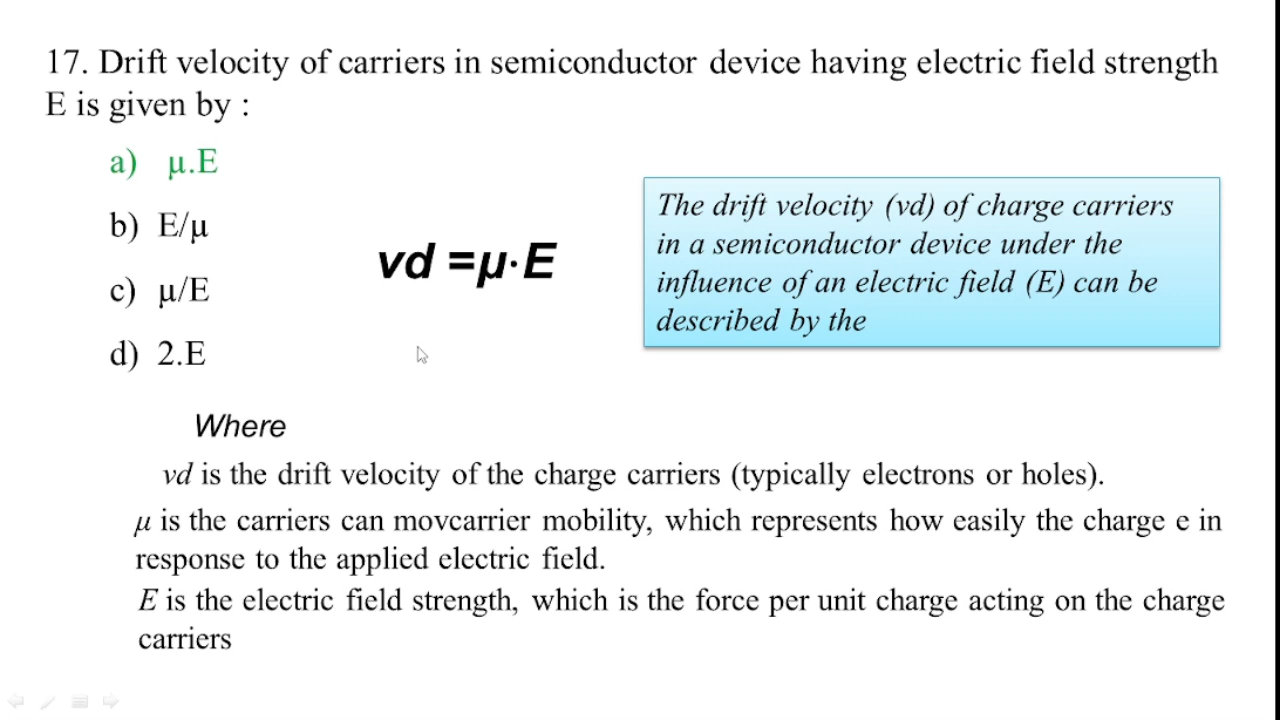 17. Drift velocity of carriers in semiconductor device having electric field strength
E is given by :
a) µ.E
b) E/µ
c) µ/E
d) 2.E
vd =µ·E
The drift velocity (vd) of charge carriers
in a semiconductor device under the
influence of an electric field (E) can be
described by the
Where
vd is the drift velocity of the charge carriers (typically electrons or holes).
µ is the carriers can movcarrier mobility, which represents how easily the charge e in
response to the applied electric field.
E is the electric field strength, which is the force per unit charge acting on the charge
carriers